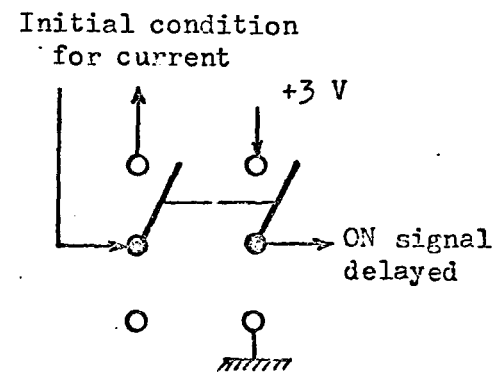 Initial condition
for current
+3 V
ON signal
delayed